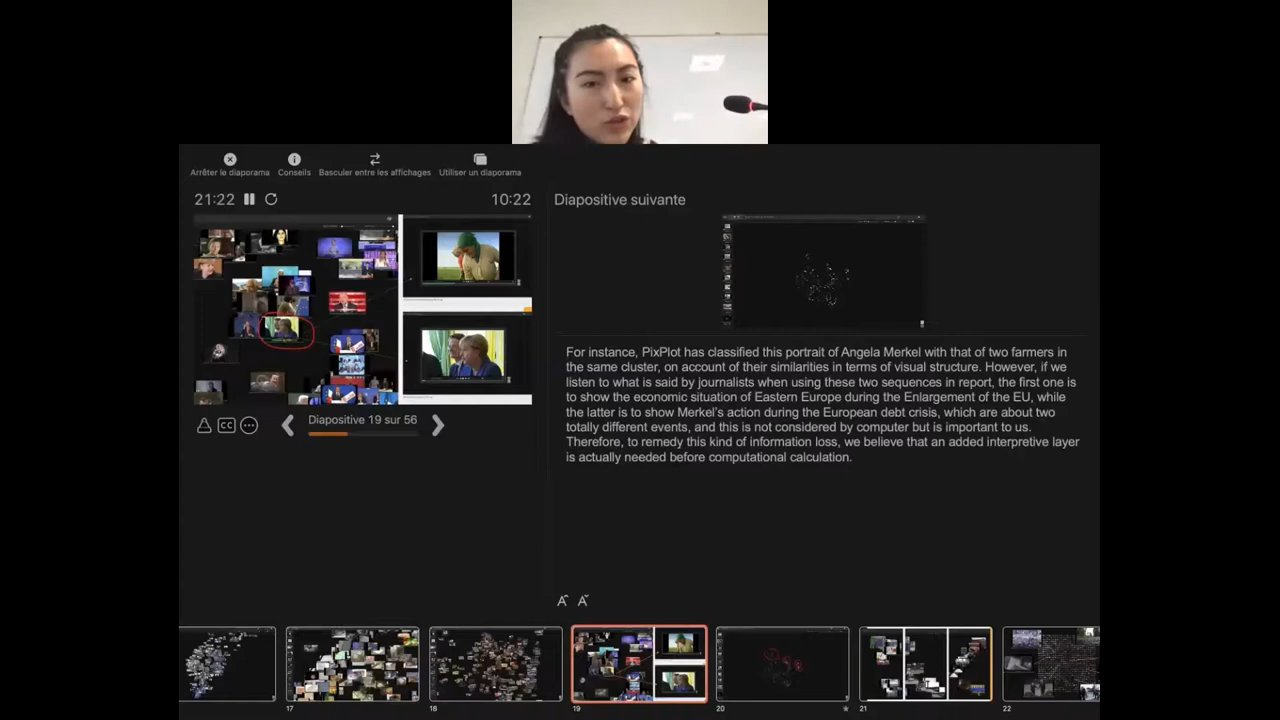 Arrêter le diaporama
Conseils
Basculer entre les affichages
Utiliser un diaporama
21:22
10:22
Diapositive suivante
For instance, PixPlot has classified this portrait of Angela Merkel with that of two farmers in
the same cluster, on account of their similarities in terms of visual structure. However, if we
listen to what is said by journalists when using these two sequences in report, the first one is
to show the economic situation of Eastern Europe during the Enlargement of the EU, while
the latter is to show Merkel's action during the European debt crisis, which are about two
totally different events, and this is not considered by computer but is important to us.
Therefore, to remedy this kind of information loss, we believe that an added interpretive layer
is actually needed before computational calculation.
CC
Diapositive 19 sur 56
A A
17
18
19
20
21
22